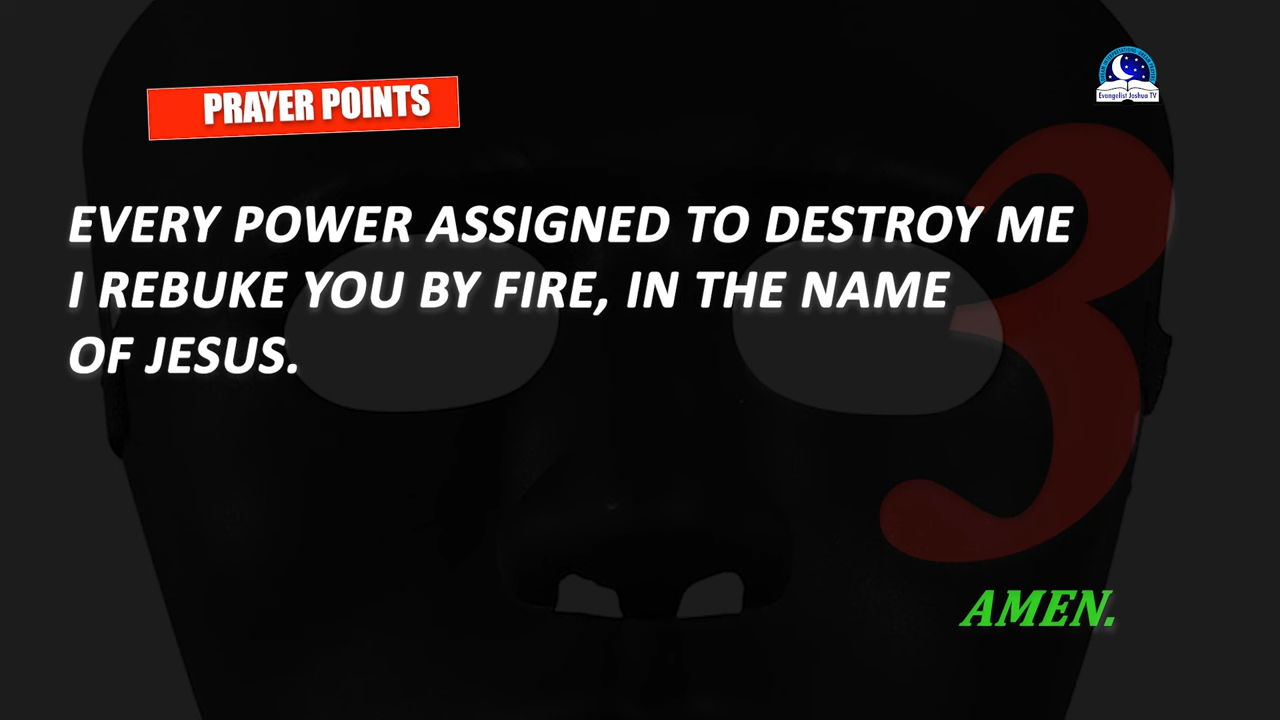 PRAYER POINTS
Evangelist Joshua TV
EVERY POWER ASSIGNED TO DESTROY ME
I REBUKE YOU BY FIRE, IN THE NAME
OF JESUS.
3
AMEN.